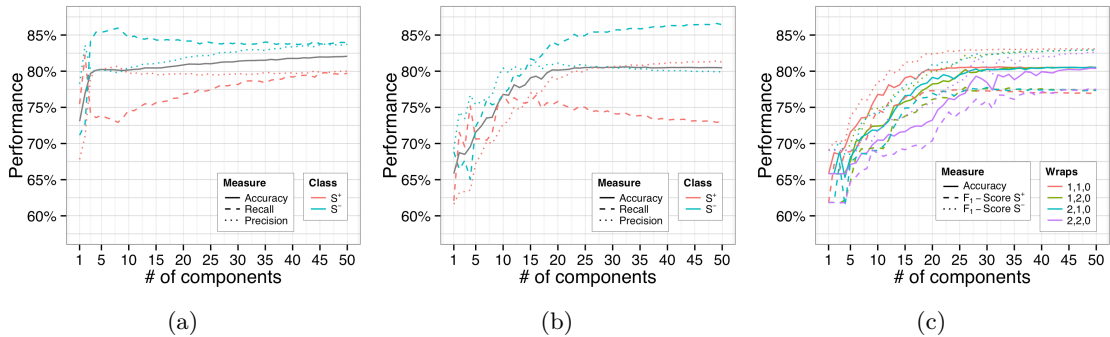 Performance
85%
80%
75%
70%
65%
60%
1 5 10 15 20 25 30 35 40 45 50
# of components
Measure
Accuracy
Recall
Precision
Class
S+
S−
(a)
Performance
85%
80%
75%
70%
65%
60%
1 5 10 15 20 25 30 35 40 45 50
# of components
Measure
Accuracy
Recall
Precision
Class
S+
S−
(b)
Performance
85%
80%
75%
70%
65%
60%
1 5 10 15 20 25 30 35 40 45 50
# of components
Measure
Accuracy
F1 − Score S+
F1 − Score S−
Wraps
1,1,0
1,2,0
2,1,0
2,2,0
(c)